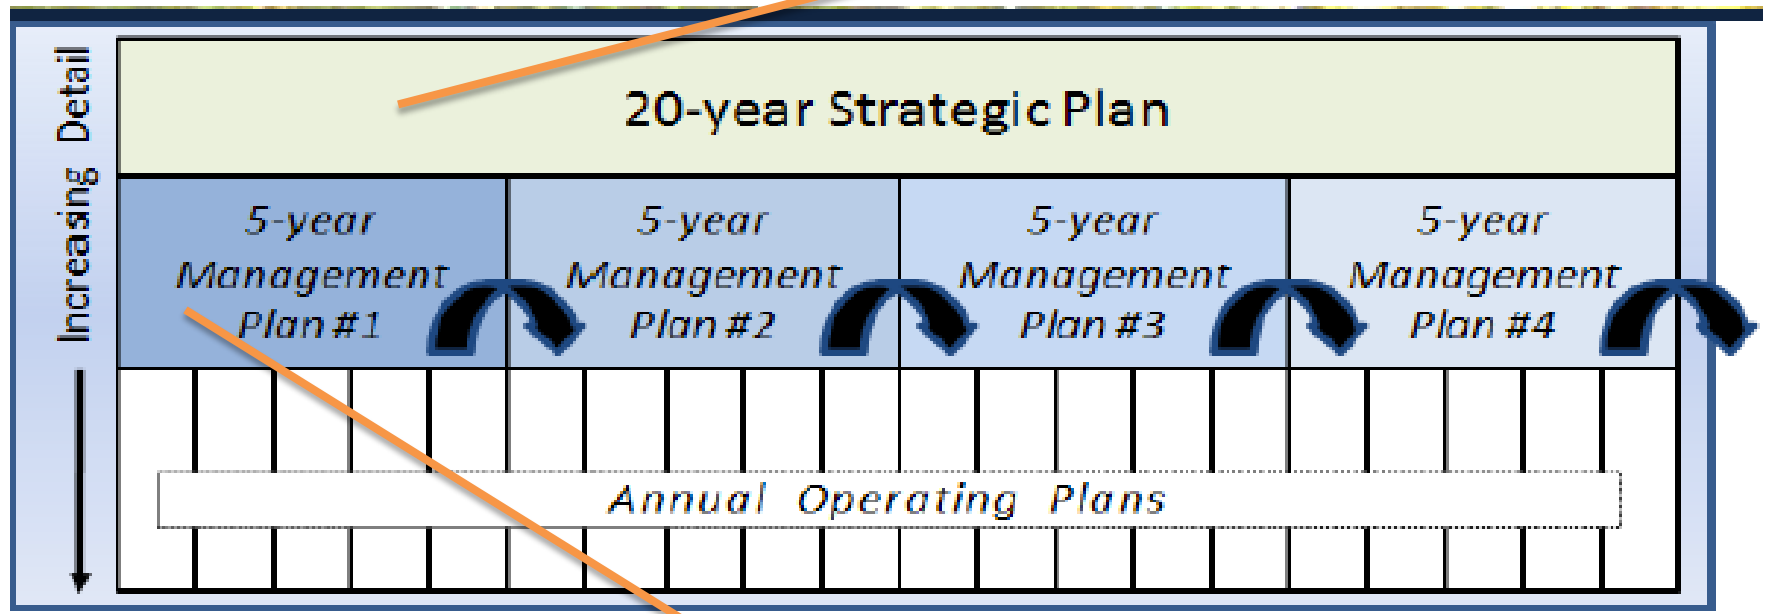 Increasing Detail
20-year Strategic Plan
5-year
Management
Plan #1
5-year
Management
Plan #2
5-year
Management
Plan #3
5-year
Management
Plan #4
Annual Operating Plans